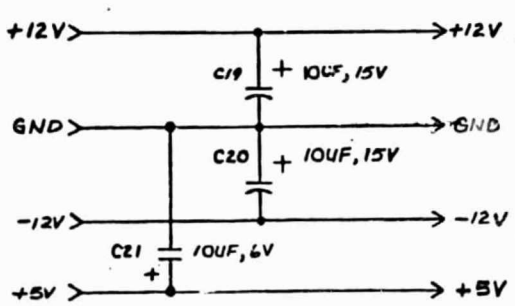 +12V +12V
C19 + 10UF, 15V
GND GND
C20 + 10UF, 15V
-12V -12V
C21 10UF, 6V
+
+5V +5V